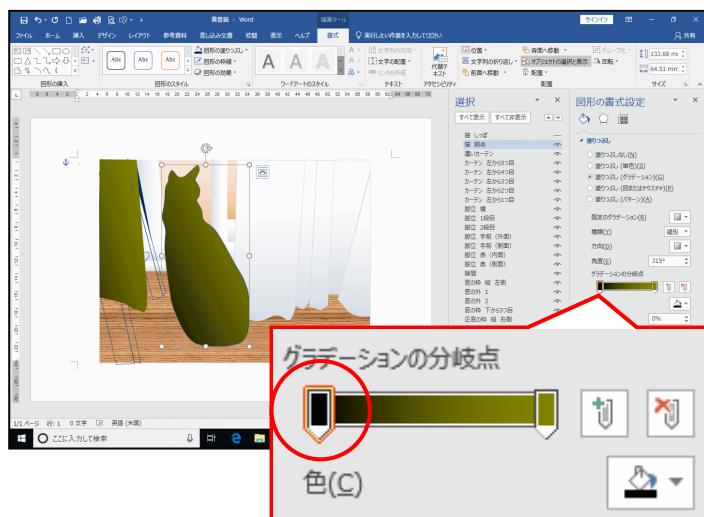 黄昏猫 - Word
描画ツール
サインイン
ファイル ホーム 挿入 デザイン レイアウト 参考資料 差し込み文書 校閲 表示 ヘルプ 書式 実行したい作業を入力してください 共有
Abc Abc Abc
図形の塗りつぶし
図形の枠線
図形の効果
A A A
文字列の方向
文字の配置
リンクの作成
代替テキスト
位置
文字列の折り返し
前面へ移動
背面へ移動
オブジェクトの選択と表示
配置
グループ化
回転
133.88 mm
64.51 mm
図形の挿入 図形のスタイル ワードアートのスタイル テキスト アクセシビリティ 配置 サイズ
選択
すべて表示 すべて非表示
猫 しっぽ
猫 胴体
濃いカーテン
カーテン 左から5つ目
カーテン 左から4つ目
カーテン 左から3つ目
カーテン 左から2つ目
カーテン 左から1つ目
脚立 横
脚立 1段目
脚立 2段目
脚立 手前（外面）
脚立 手前（側面）
脚立 奥（内面）
脚立 奥（側面）
隙間
窓の枠 縦 左側
窓の外 1
窓の外 2
窓の枠 下から3つ目
正窓の枠 縦 右側
図形の書式設定
塗りつぶし
塗りつぶしなし(N)
塗りつぶし (単色)(S)
塗りつぶし (グラデーション)(G)
塗りつぶし (図またはテクスチャ)(P)
塗りつぶし (パターン)(A)
既定のグラデーション(R)
種類(Y) 線形
方向(D)
角度(E) 315°
グラデーションの分岐点
0%
グラデーションの分岐点
色(C)
1/1 ページ 行: 1 0 文字 英語 (米国)
ここに入力して検索